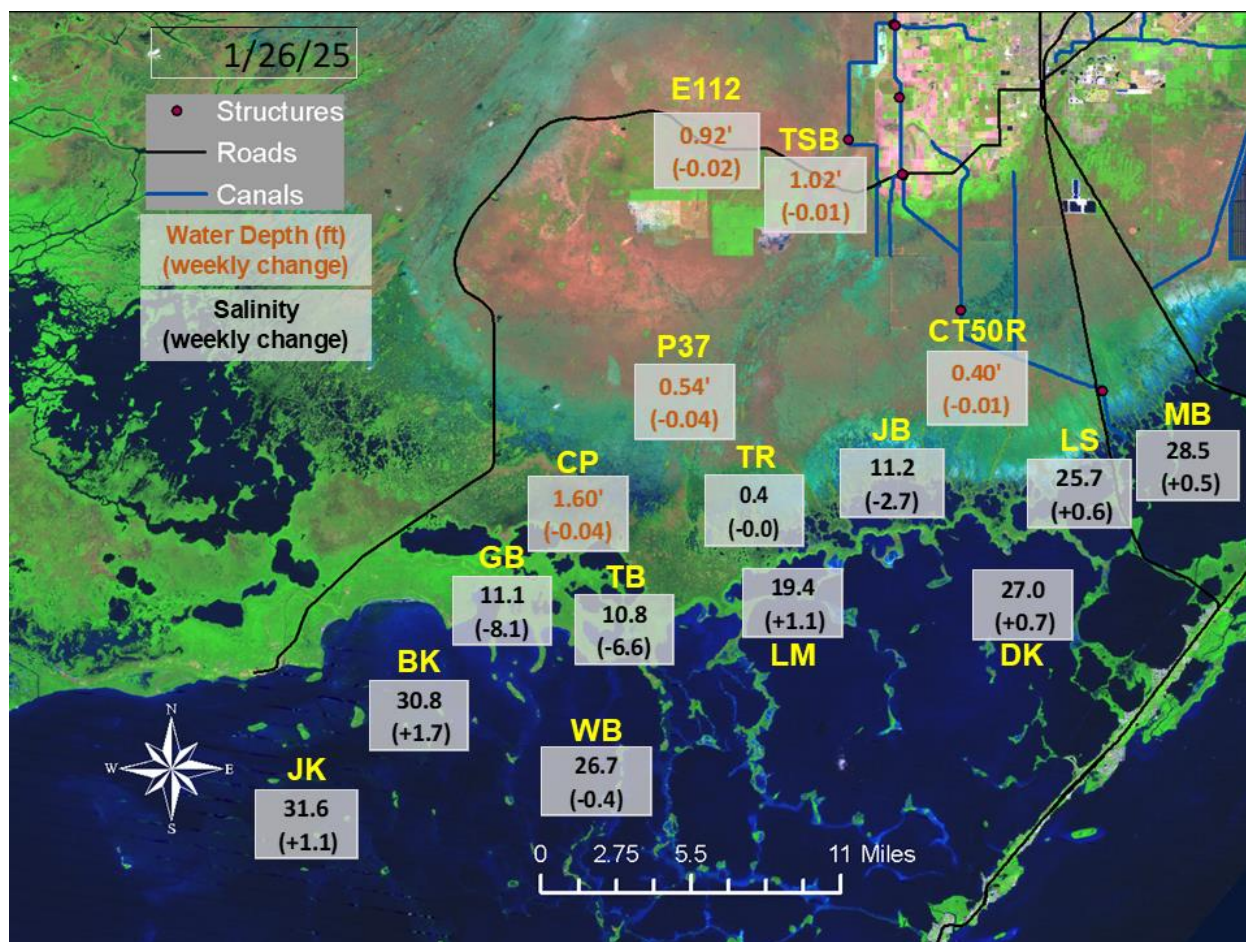 1/26/25
Structures
Roads
Canals
Water Depth (ft)
(weekly change)
Salinity
(weekly change)
E112
0.92'
(-0.02)
TSB
1.02'
(-0.01)
P37
0.54'
(-0.04)
CT50R
0.40'
(-0.01)
CP
1.60'
(-0.04)
TR
0.4
(-0.0)
JB
11.2
(-2.7)
LS
25.7
(+0.6)
MB
28.5
(+0.5)
GB
11.1
(-8.1)
TB
10.8
(-6.6)
19.4
(+1.1)
LM
27.0
(+0.7)
DK
BK
30.8
(+1.7)
WB
26.7
(-0.4)
JK
31.6
(+1.1)
N
W
E
S
0 2.75 5.5 11 Miles